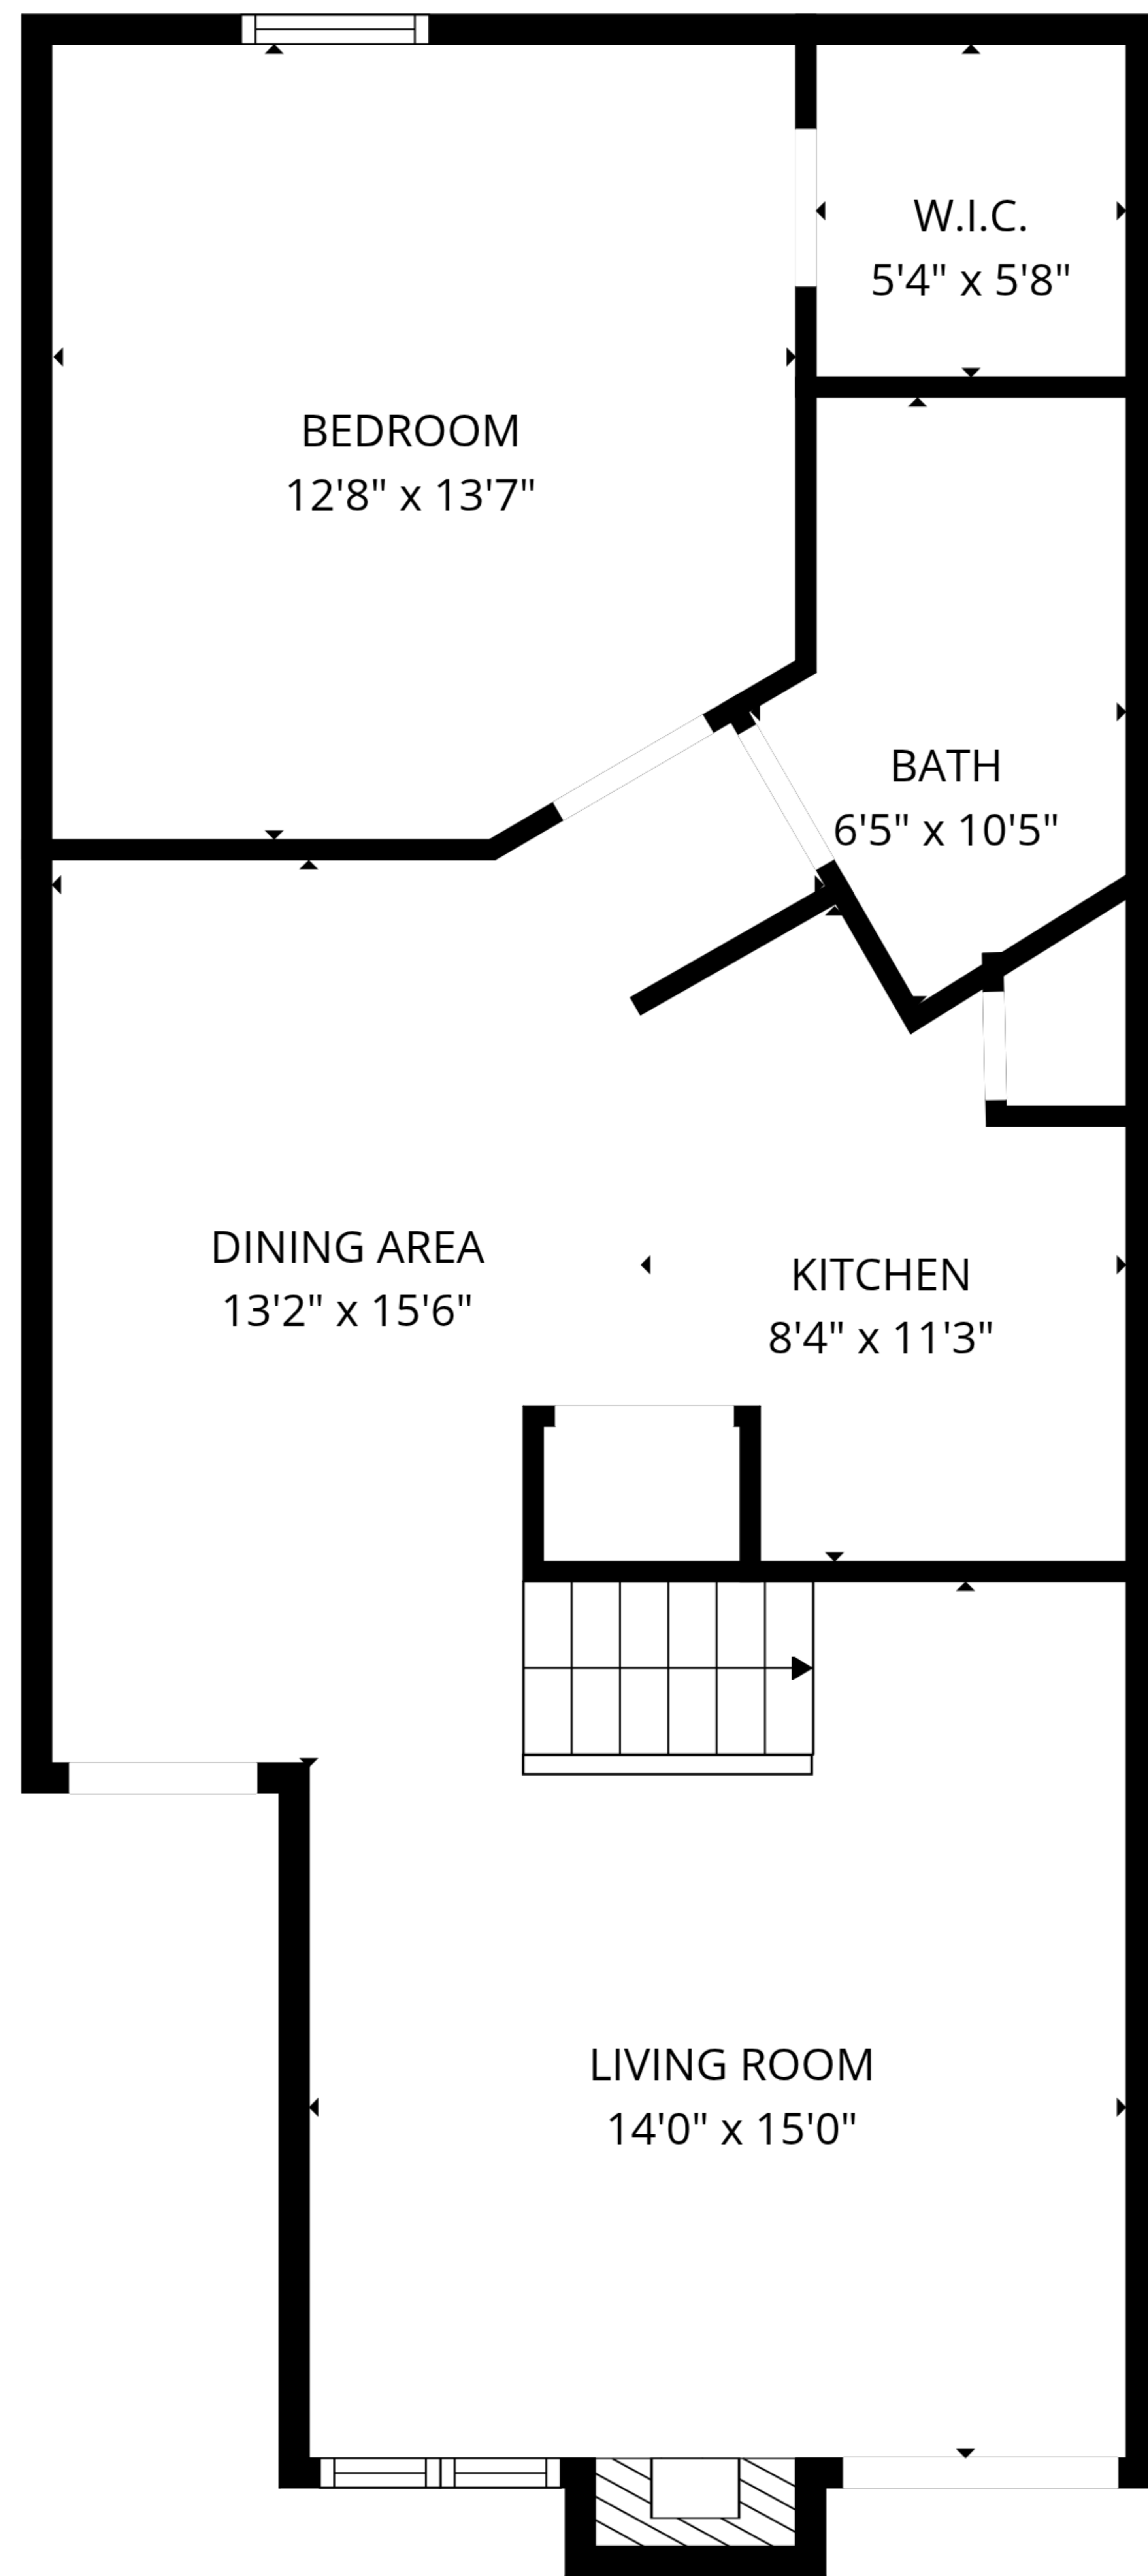 W.I.C.
5'4" x 5'8"
BEDROOM
12'8" x 13'7"
BATH
6'5" x 10'5"
DINING AREA
13'2" x 15'6"
KITCHEN
8'4" x 11'3"
LIVING ROOM
14'0" x 15'0"